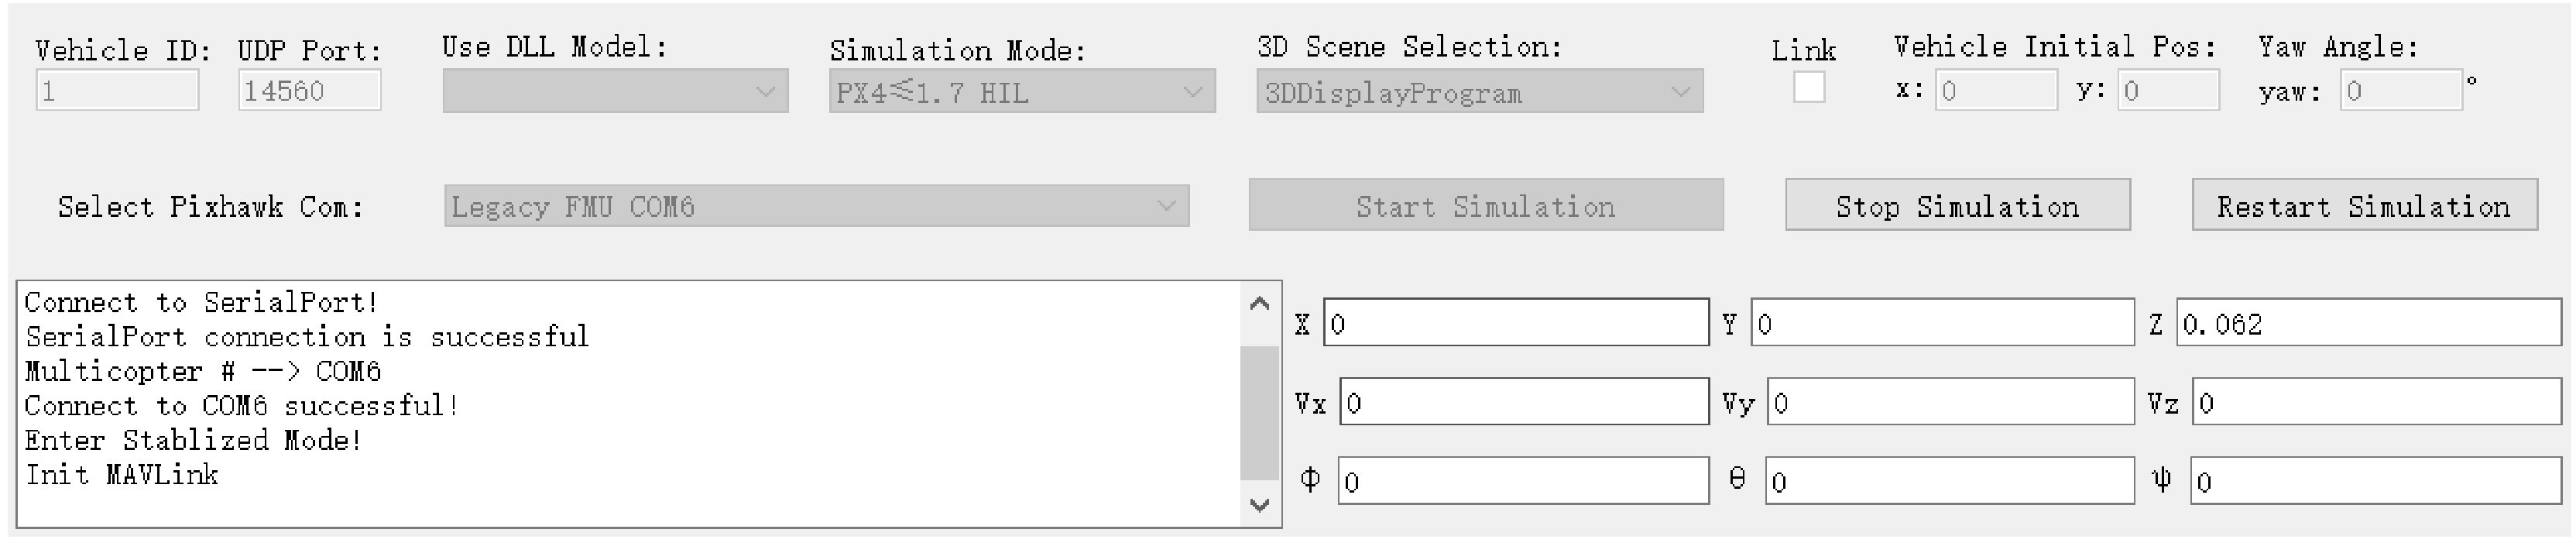 Vehicle ID: UDP Port: Use DLL Model: Simulation Mode: 3D Scene Selection: Link Vehicle Initial Pos: Yaw Angle:
1 14560 PX4≤1.7 HIL 3DDisplayProgram x: 0 y: 0 yaw: 0 °
Select Pixhawk Com: Legacy FMU COM6 Start Simulation Stop Simulation Restart Simulation
Connect to SerialPort!
SerialPort connection is successful
Multicopter # --> COM6
Connect to COM6 successful!
Enter Stablized Mode!
Init MAVLink
X 0 Y 0 Z 0.062
Vx 0 Vy 0 Vz 0
Φ 0 θ 0 ψ 0